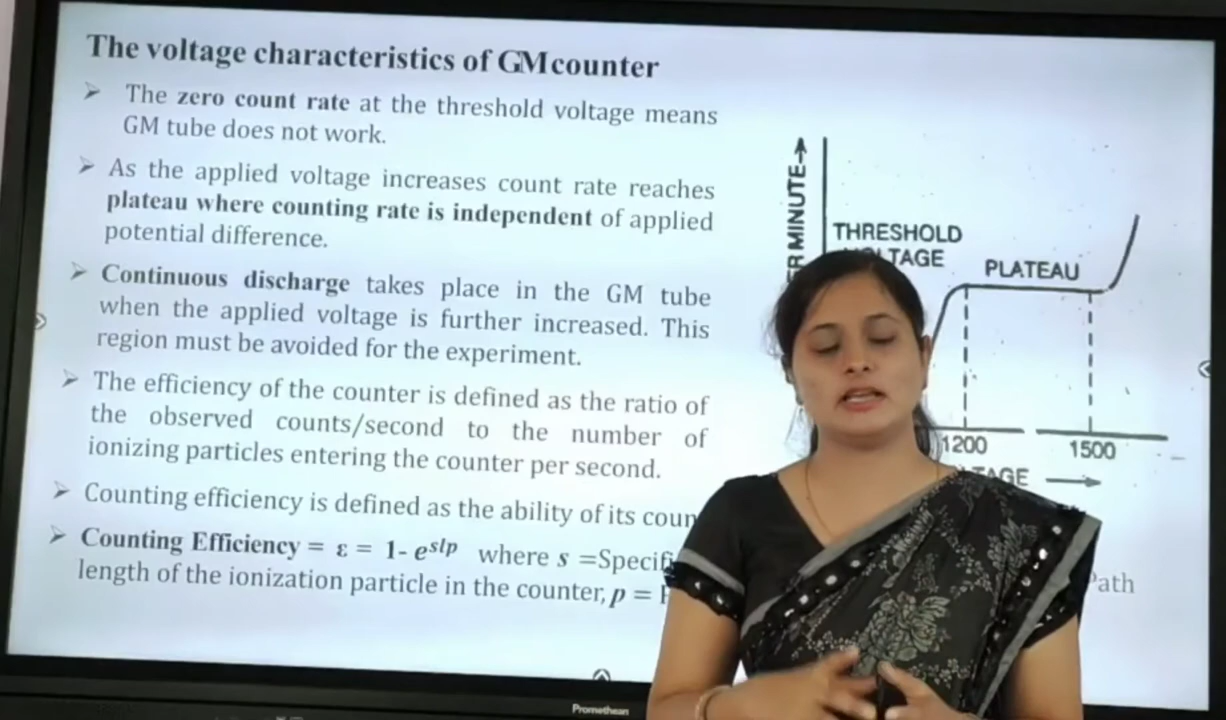 The voltage characteristics of GM counter
➢ The zero count rate at the threshold voltage means
GM tube does not work.
➢ As the applied voltage increases count rate reaches
plateau where counting rate is independent of applied
potential difference.
➢ Continuous discharge takes place in the GM tube
when the applied voltage is further increased. This
region must be avoided for the experiment.
➢ The efficiency of the counter is defined as the ratio of
the observed counts/second to the number of
ionizing particles entering the counter per second.
➢ Counting efficiency is defined as the ability of its
➢ Counting Efficiency = ε = 1- e^slp where s =
length of the ionization particle in the counter, p =
MINUTE→
THRESHOLD
PLATEAU
1200
1500
Promethean